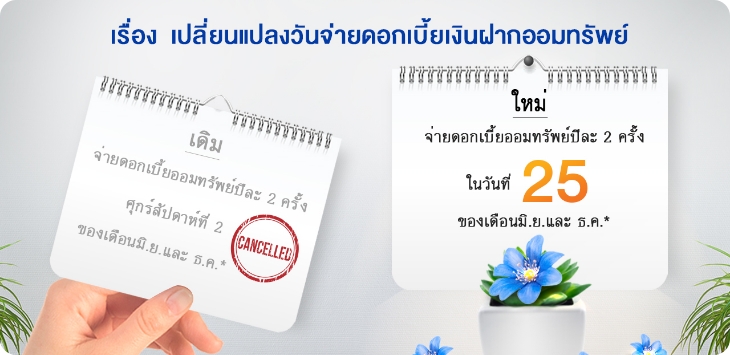 เรื่อง เปลี่ยนแปลงวันจ่ายดอกเบี้ยเงินฝากออมทรัพย์
เดิม
จ่ายดอกเบี้ยออมทรัพย์ปีละ 2 ครั้ง
ศุกร์สัปดาห์ที่ 2
ของเดือนมิ.ย.และ ธ.ค.*
CANCELLED
ใหม่
จ่ายดอกเบี้ยออมทรัพย์ปีละ 2 ครั้ง
ในวันที่ 25
ของเดือนมิ.ย.และ ธ.ค.*